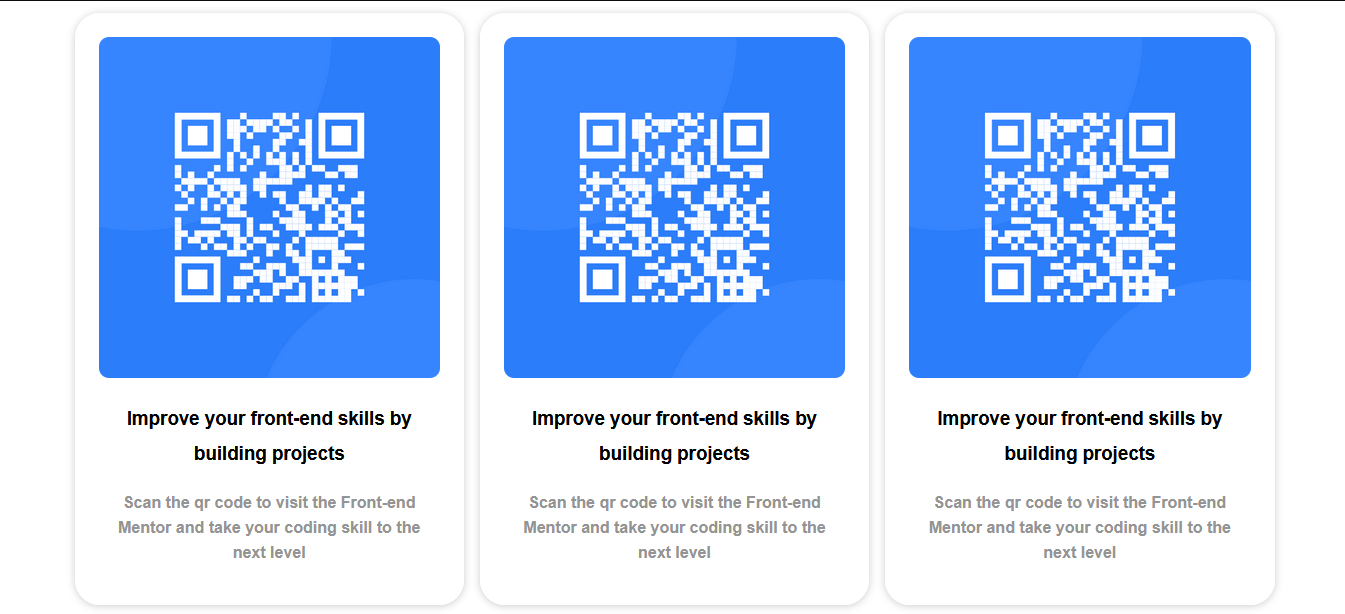 Improve your front-end skills by
building projects
Scan the qr code to visit the Front-end
Mentor and take your coding skill to the
next level
Improve your front-end skills by
building projects
Scan the qr code to visit the Front-end
Mentor and take your coding skill to the
next level
Improve your front-end skills by
building projects
Scan the qr code to visit the Front-end
Mentor and take your coding skill to the
next level